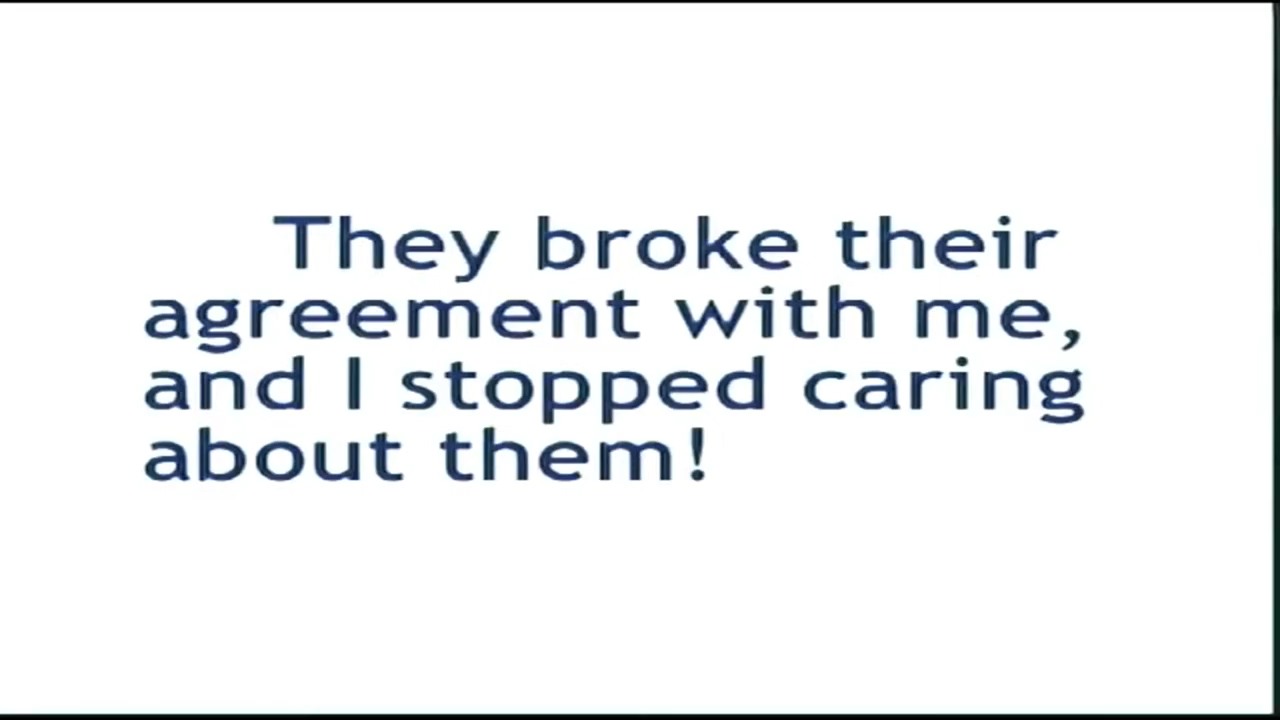 They broke their
agreement with me,
and I stopped caring
about them!